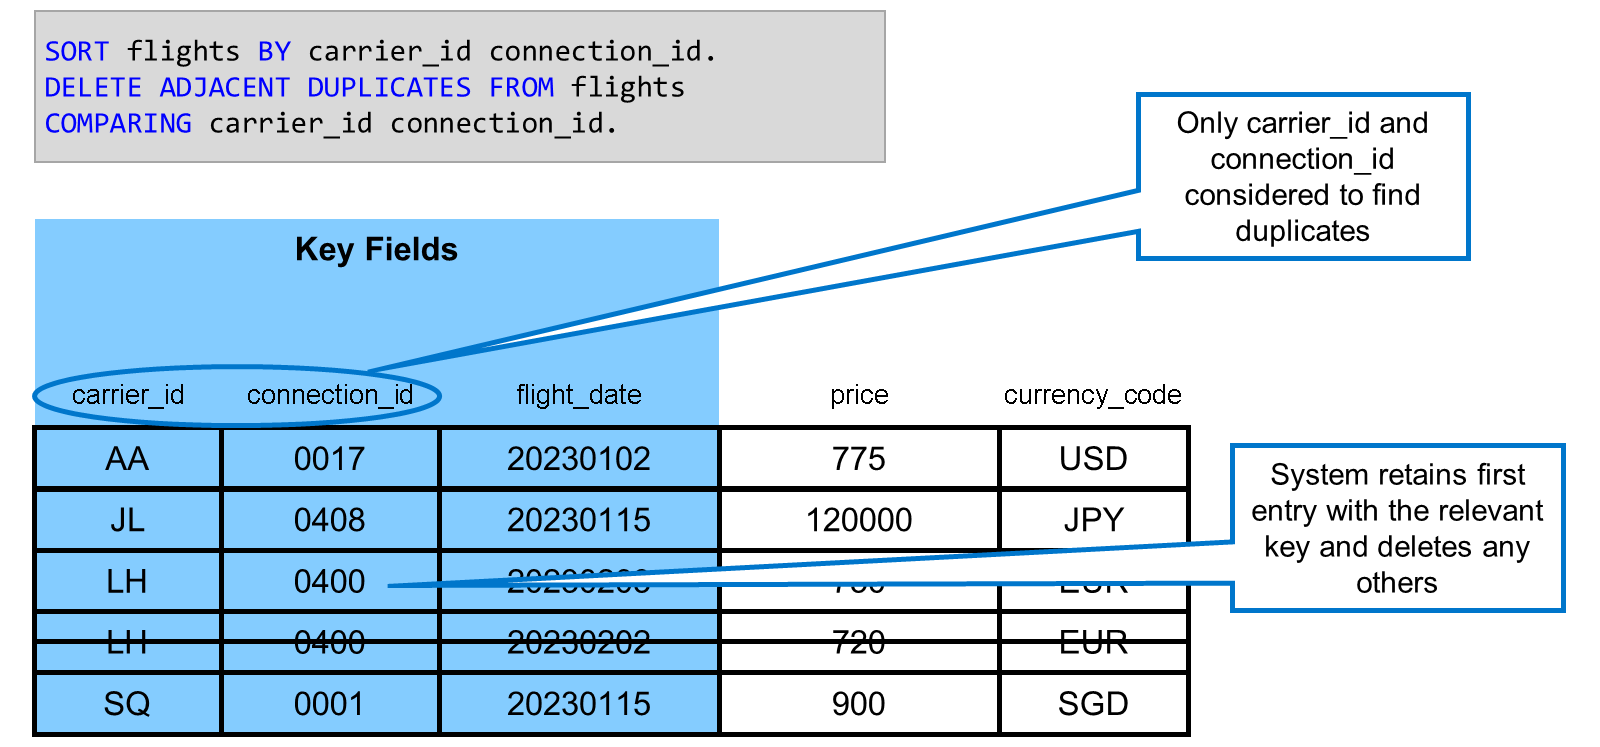 SORT flights BY carrier_id connection_id.
DELETE ADJACENT DUPLICATES FROM flights
COMPARING carrier_id connection_id.
Only carrier_id and
connection_id
considered to find
duplicates
Key Fields
carrier_id connection_id flight_date price currency_code
AA 0017 20230102 775 USD
JL 0408 20230115 120000 JPY
LH 0400 EUR
LH 0400 20230202 720 EUR
SQ 0001 20230115 900 SGD
System retains first
entry with the relevant
key and deletes any
others